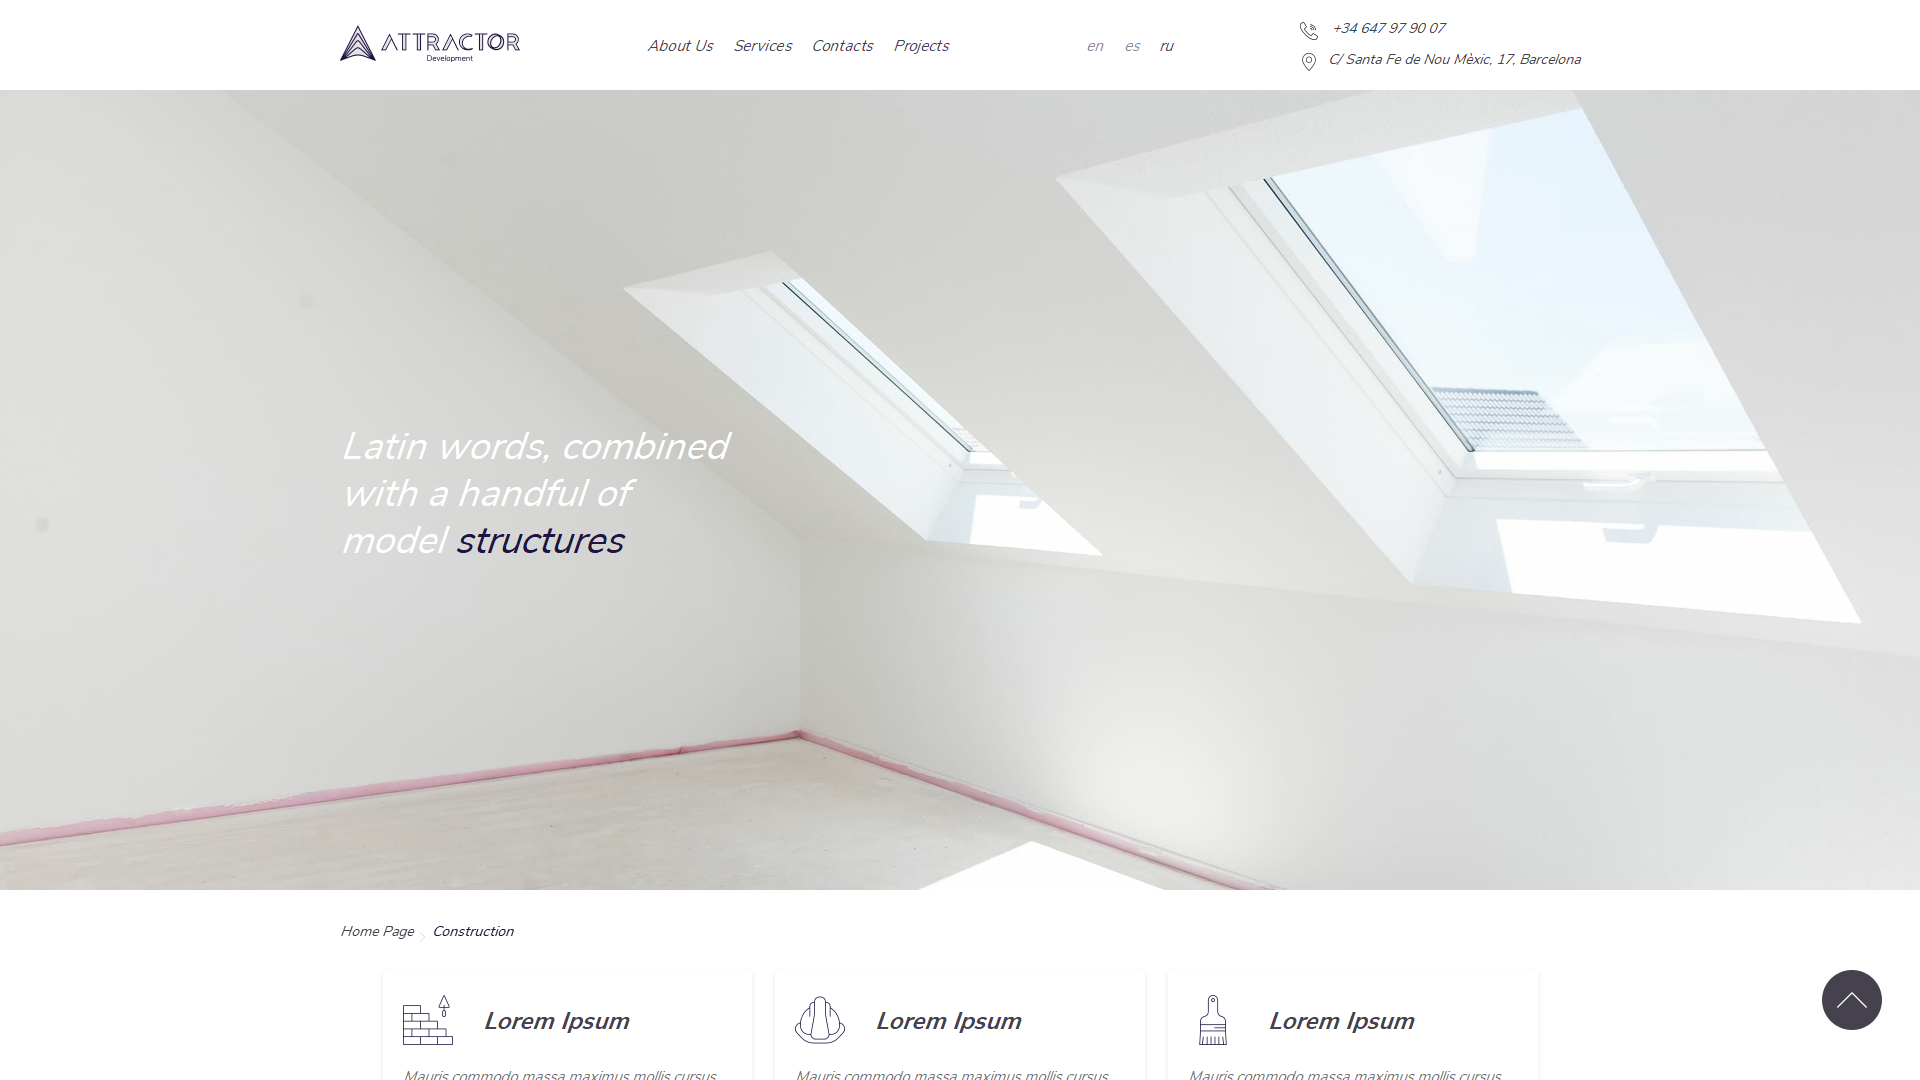 ATTRACTOR
Development
About Us Services Contacts Projects
en es ru
+34 647 97 90 07
C/ Santa Fe de Nou Mèxic, 17, Barcelona
Latin words, combined
with a handful of
model structures
Home Page Construction
Lorem Ipsum
Mauris commodo massa maximus mollis cursus
Lorem Ipsum
Mauris commodo massa maximus mollis cursus
Lorem Ipsum
Mauris commodo massa maximus mollis cursus